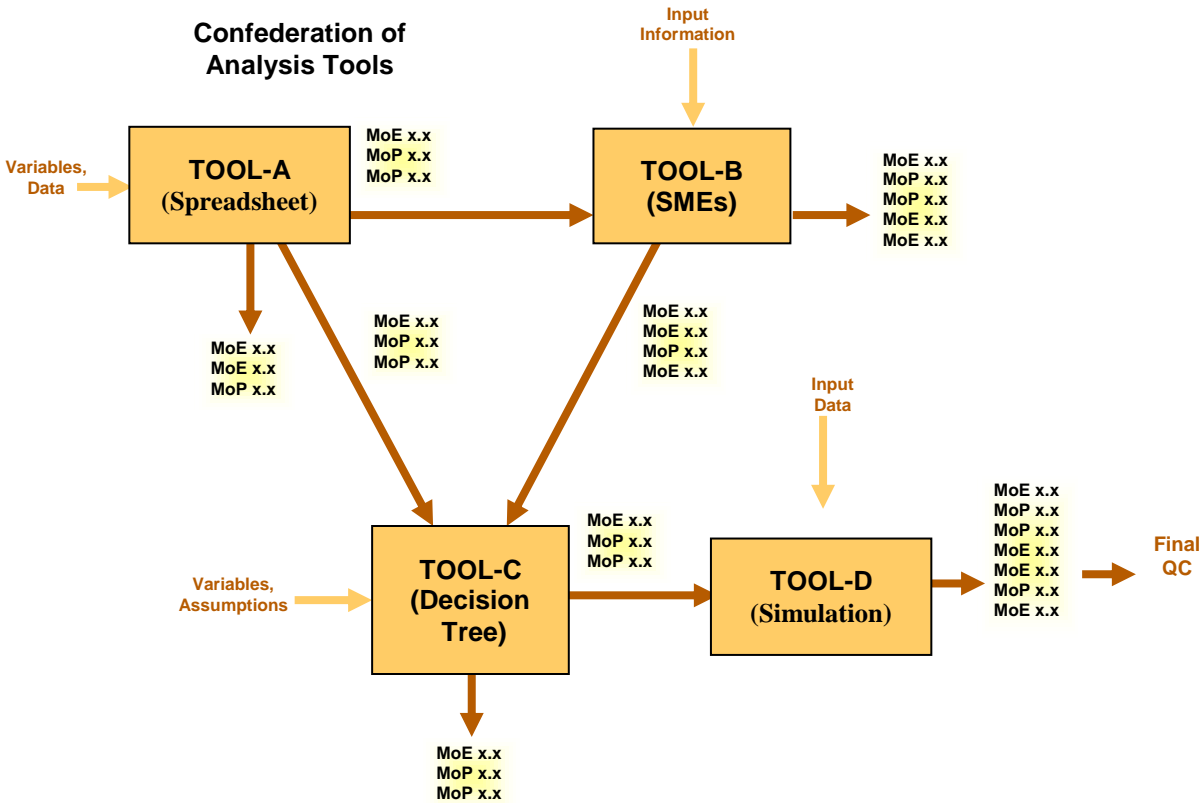 Confederation of
Analysis Tools
Input
Information
Variables,
Data
TOOL-A
(Spreadsheet)
MoE x.x
MoP x.x
MoP x.x
TOOL-B
(SMEs)
MoE x.x
MoP x.x
MoP x.x
MoE x.x
MoE x.x
MoE x.x
MoE x.x
MoP x.x
MoE x.x
MoP x.x
MoP x.x
MoE x.x
MoE x.x
MoP x.x
MoE x.x
Input
Data
Variables,
Assumptions
TOOL-C
(Decision
Tree)
MoE x.x
MoP x.x
MoP x.x
TOOL-D
(Simulation)
MoE x.x
MoP x.x
MoP x.x
MoE x.x
MoE x.x
MoP x.x
MoE x.x
Final
QC
MoE x.x
MoP x.x
MoP x.x